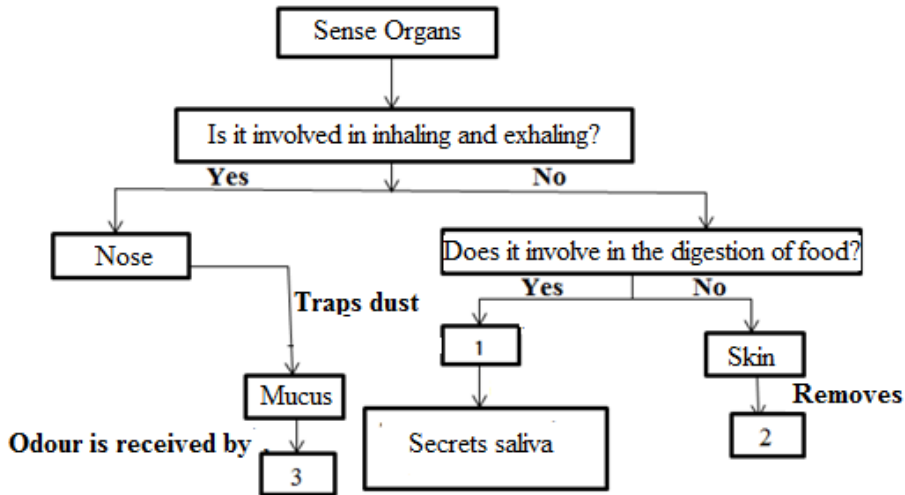 Sense Organs
Is it involved in inhaling and exhaling?
Yes
No
Nose
Does it involve in the digestion of food?
Traps dust
Yes
No
1
Skin
Mucus
Removes
Odour is received by
Secrets saliva
2
3